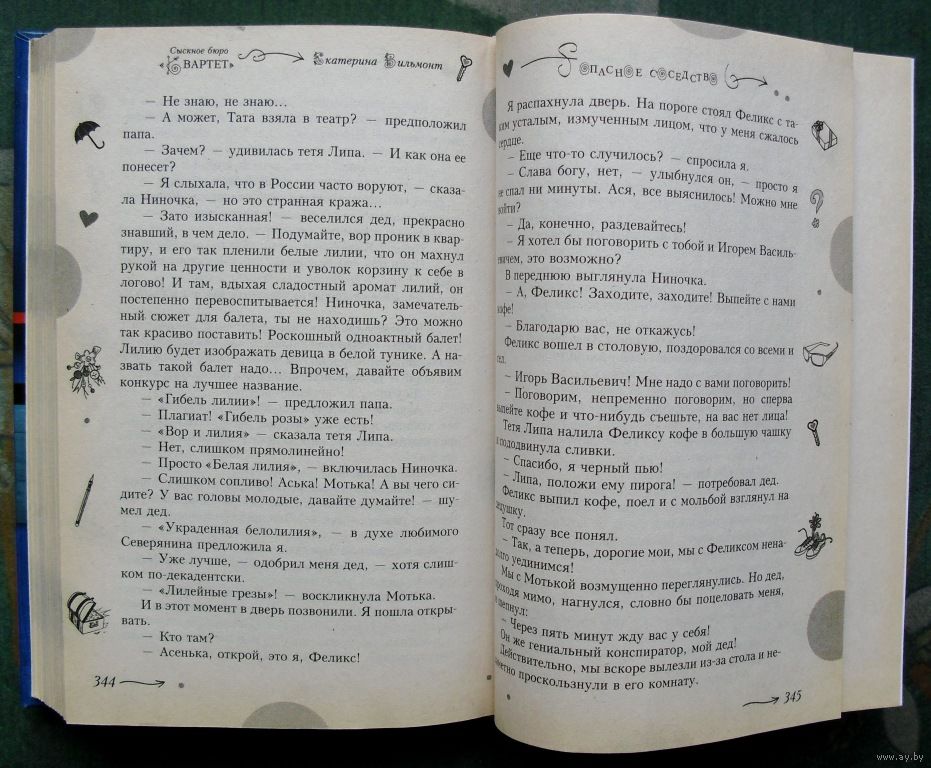 Сыскное бюро
«КВАРТЕТ»
Екатерина Вильмонт
— Не знаю, не знаю...
— А может, Тата взяла в театр? — предположил
папа.
— Зачем? — удивилась тетя Липа. — И как она ее
понесет?
— Я слыхала, что в России часто воруют, — сказа-
ла Ниночка, — но это странная кража...
— Зато изысканная! — веселился дед, прекрасно
знавший, в чем дело. — Подумайте, вор проник в квар-
тиру, и его так пленили белые лилии, что он махнул
рукой на другие ценности и уволок корзину к себе в
логово! И там, вдыхая сладостный аромат лилий, он
постепенно перевоспитывается! Ниночка, замечатель-
ный сюжет для балета, ты не находишь? Это можно
так красиво поставить! Роскошный одноактный балет!
Лилию будет изображать девица в белой тунике. А на-
звать такой балет надо... Впрочем, давайте объявим
конкурс на лучшее название.
— «Гибель лилии»! — предложил папа.
— Плагиат! «Гибель розы» уже есть!
— «Вор и лилия» — сказала тетя Липа.
— Нет, слишком прямолинейно!
— Просто «Белая лилия», — включилась Ниночка.
— Слишком сопливо! Аська! Мотька! А вы чего си-
дите? У вас головы молодые, давайте думайте! — шу-
мел дед.
— «Украденная белолилия», — в духе любимого
Северянина предложила я.
— Уже лучше, — одобрил меня дед, — хотя слиш-
ком по-декадентски.
— «Лилейные грезы»! — воскликнула Мотька.
И в этот момент в дверь позвонили. Я пошла откры-
вать.
— Кто там?
— Асенька, открой, это я, Феликс!
344
ОПАСНОЕ СОСЕДСТВО
Я распахнула дверь. На пороге стоял Феликс с та-
ким усталым, измученным лицом, что у меня сжалось
сердце.
— Еще что-то случилось? — спросила я.
— Слава богу, нет, — улыбнулся он, — просто я
не спал ни минуты. Ася, все выяснилось! Можно мне
войти?
— Да, конечно, раздевайтесь!
— Я хотел бы поговорить с тобой и Игорем Василь-
евичем, это возможно?
В переднюю выглянула Ниночка.
— А, Феликс! Заходите, заходите! Выпейте с нами
кофе!
— Благодарю вас, не откажусь!
Феликс вошел в столовую, поздоровался со всеми и
сел.
— Игорь Васильевич! Мне надо с вами поговорить!
— Поговорим, непременно поговорим, но сперва
выпейте кофе и что-нибудь съешьте, на вас нет лица!
Тетя Липа налила Феликсу кофе в большую чашку
и пододвинула сливки.
— Спасибо, я черный пью!
— Липа, положи ему пирога! — потребовал дед.
Феликс выпил кофе, поел и с мольбой взглянул на
дедушку.
Тот сразу все понял.
— Так, а теперь, дорогие мои, мы с Феликсом нена-
долго уединимся!
Мы с Мотькой возмущенно переглянулись. Но дед,
проходя мимо, нагнулся, словно бы поцеловать меня,
и шепнул:
— Через пять минут жду вас у себя!
Он же гениальный конспиратор, мой дед!
Действительно, мы вскоре вылезли из-за стола и не-
заметно проскользнули в его комнату.
345
www.ay.by